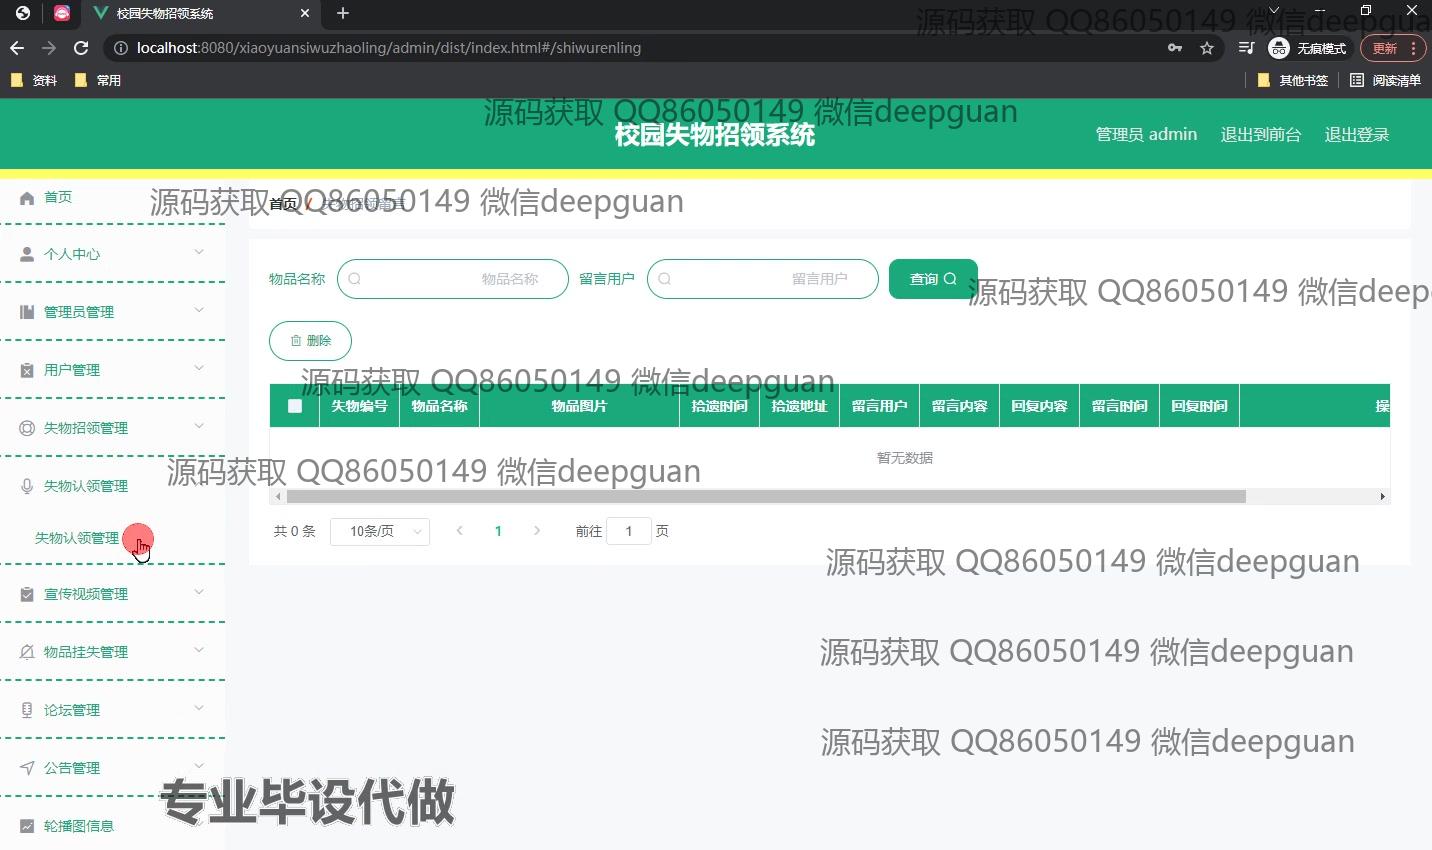 校园失物招领系统
源码获取 QQ86050149 微信deepgua
localhost:8080/xiaoyuansiwuzhaoling/admin/dist/index.html#/shiwurenling
无痕模式
更新
资料
常用
其他书签
阅读清单
源码获取 QQ86050149 微信deepguan
校园失物招领系统
管理员 admin
退出到前台
退出登录
首页
源码获取 QQ86050149 微信deepguan
首页 / 失物招领留言
个人中心
物品名称
物品名称
留言用户
留言用户
查询
源码获取 QQ86050149 微信deep
管理员管理
删除
用户管理
源码获取 QQ86050149 微信deepguan
失物编号
物品名称
物品图片
拾遗时间
拾遗地址
留言用户
留言内容
回复内容
留言时间
回复时间
操
失物招领管理
暂无数据
源码获取 QQ86050149 微信deepguan
失物认领管理
失物认领管理
共 0 条
10条/页
1
前往 1 页
源码获取 QQ86050149 微信deepguan
宣传视频管理
物品挂失管理
源码获取 QQ86050149 微信deepguan
论坛管理
源码获取 QQ86050149 微信deepguan
公告管理
专业毕设代做
轮播图信息